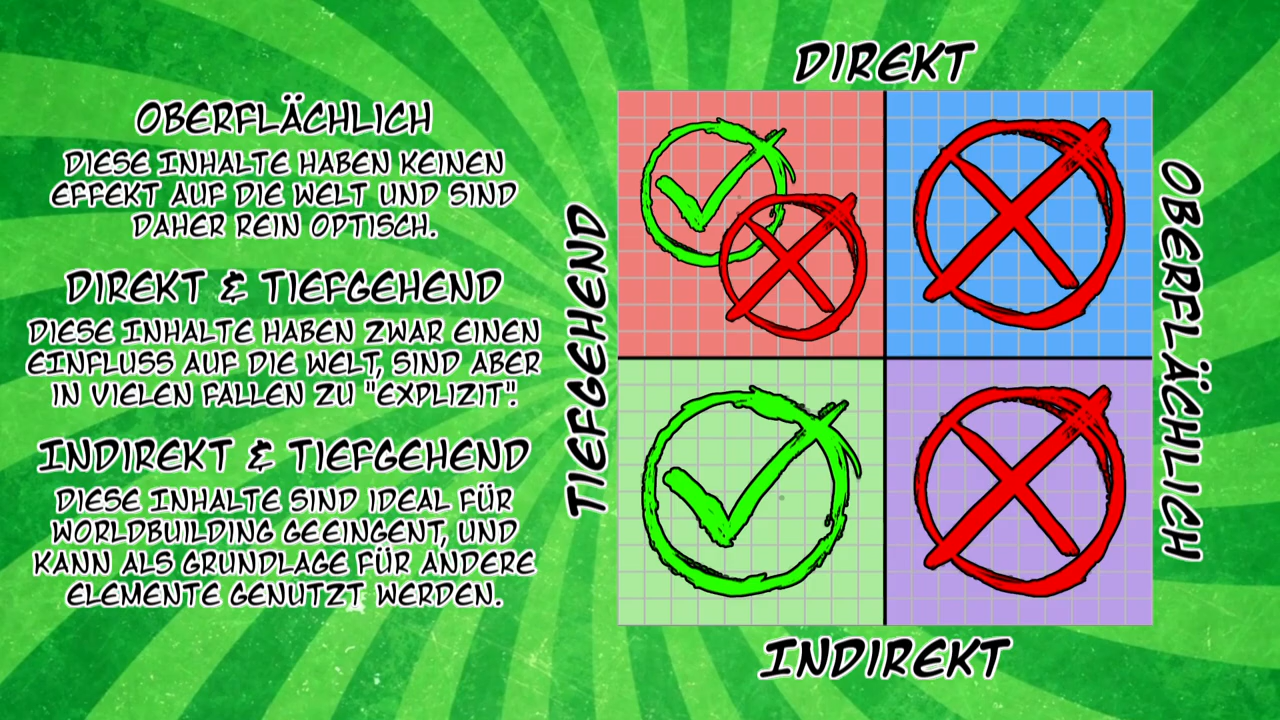 OBERFLÄCHLICH
DIESE INHALTE HABEN KEINEN
EFFEKT AUF DIE WELT UND SIND
DAHER REIN OPTISCH.
DIREKT & TIEFGEHEND
DIESE INHALTE HABEN ZWAR EINEN
EINFLUSS AUF DIE WELT, SIND ABER
IN VIELEN FALLEN ZU "EXPLIZIT".
INDIREKT & TIEFGEHEND
DIESE INHALTE SIND IDEAL FÜR
WORLDBUILDING GEEINGENT, UND
KANN ALS GRUNDLAGE FÜR ANDERE
ELEMENTE GENUTZT WERDEN.
DIREKT
TIEFGEHEND
OBERFLÄCHLICH
INDIREKT